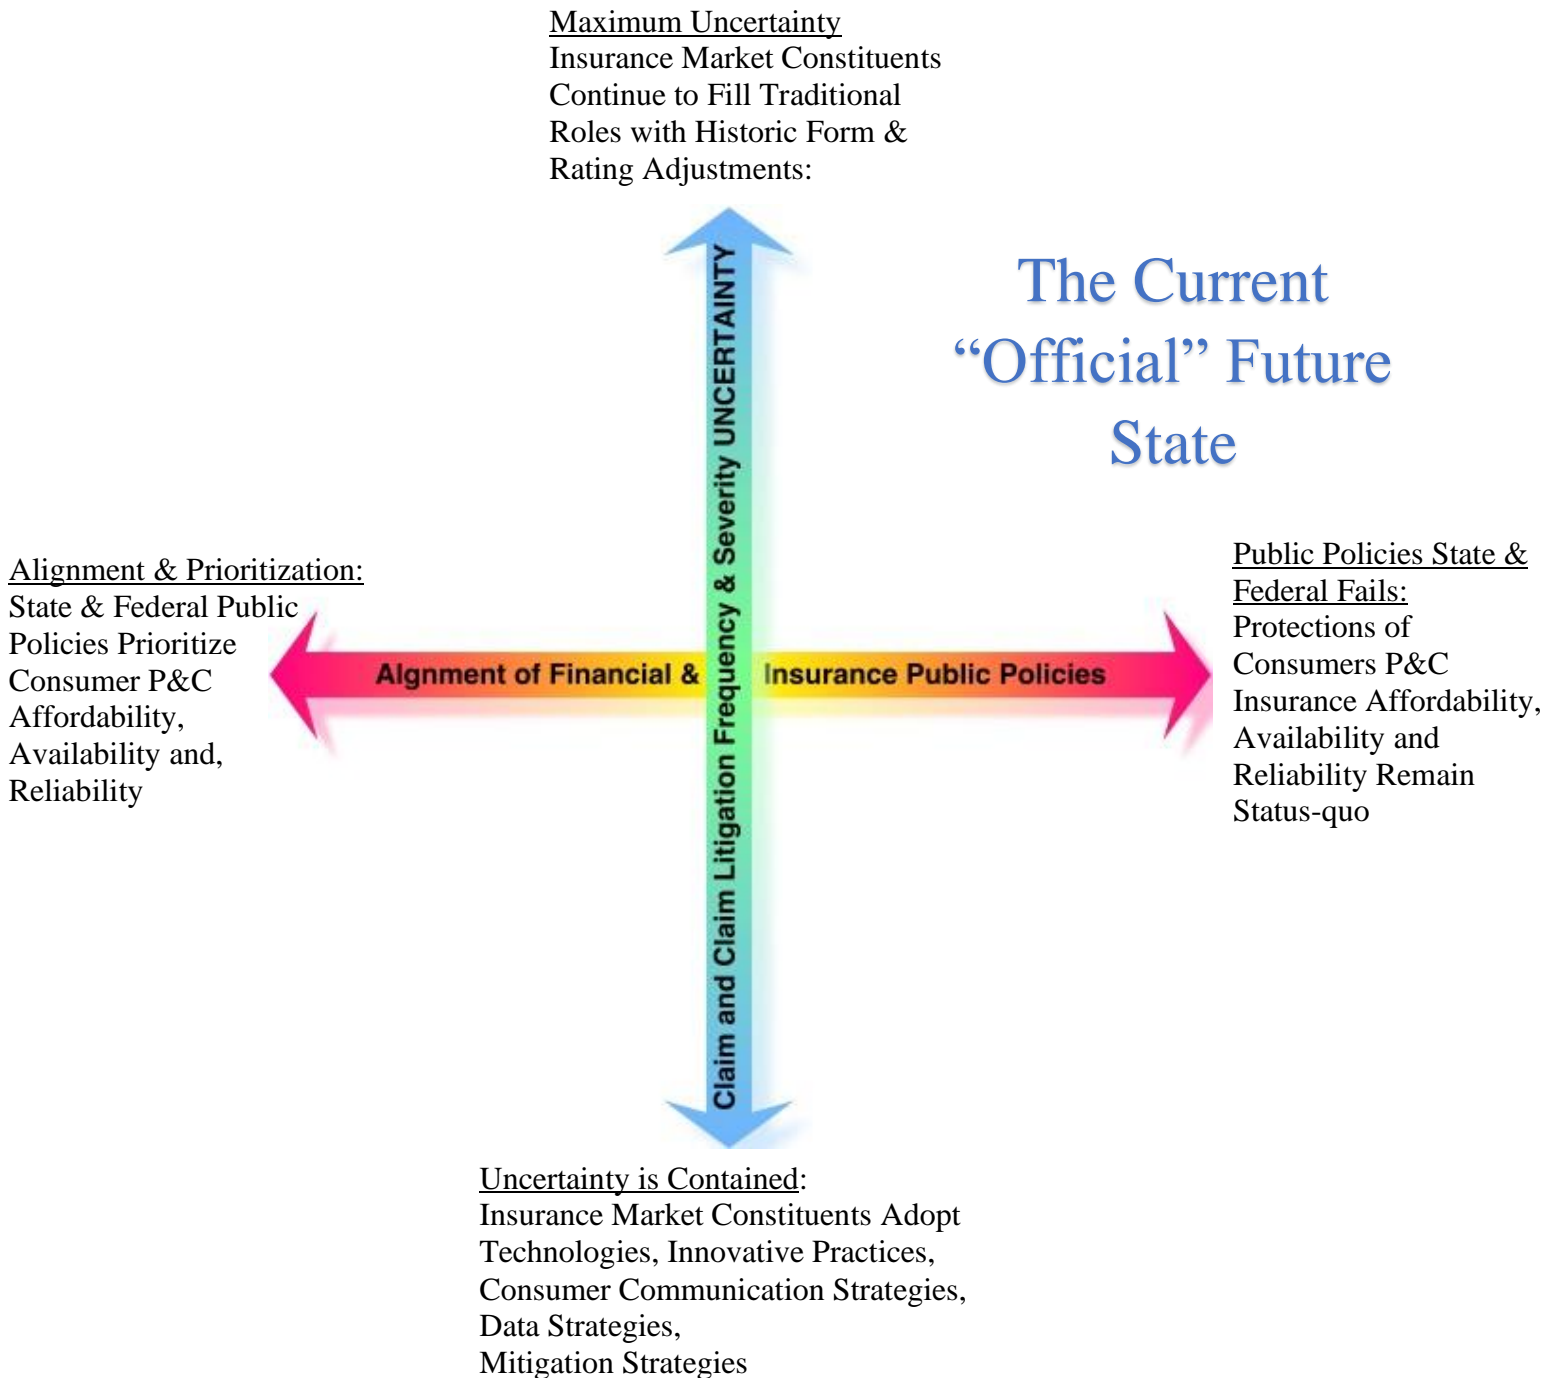 Maximum Uncertainty
Insurance Market Constituents
Continue to Fill Traditional
Roles with Historic Form &
Rating Adjustments:
The Current
“Official” Future
State
Alignment & Prioritization:
State & Federal Public
Policies Prioritize
Consumer P&C
Affordability,
Availability and,
Reliability
Algnment of Financial &
Insurance Public Policies
Claim and Claim Litigation Frequency & Severity UNCERTAINTY
Public Policies State &
Federal Fails:
Protections of
Consumers P&C
Insurance Affordability,
Availability and
Reliability Remain
Status-quo
Uncertainty is Contained:
Insurance Market Constituents Adopt
Technologies, Innovative Practices,
Consumer Communication Strategies,
Data Strategies,
Mitigation Strategies